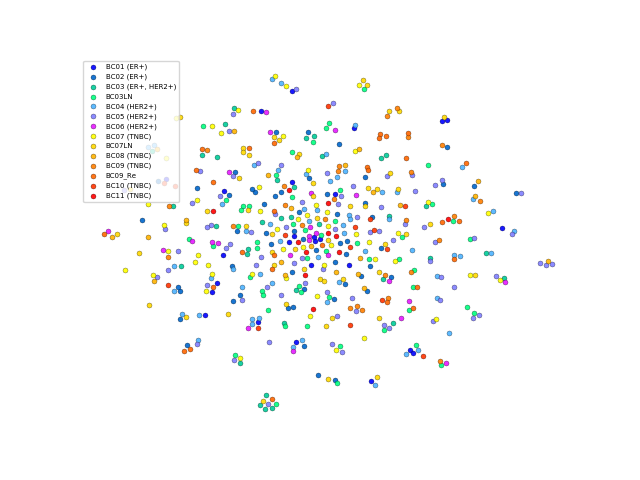 BC01 (ER+)
BC02 (ER+)
BC03 (ER+, HER2+)
BC03LN
BC04 (HER2+)
BC05 (HER2+)
BC06 (HER2+)
BC07 (TNBC)
BC07LN
BC08 (TNBC)
BC09 (TNBC)
BC09_Re
BC10 (TNBC)
BC11 (TNBC)